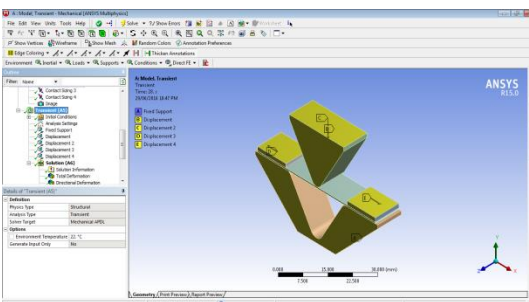 A : Model, Transient - Mechanical [ANSYS Multiphysics]
File Edit View Units Tools Help Solve ?/ Show Errors Worksheet
Show Vertices Wireframe Show Mesh Random Colors Annotation Preferences
Edge Coloring Thicken Annotations
Environment Inertial Loads Supports Conditions Direct FE
Outline
Filter: Name
Contact Sizing 3
Contact Sizing 4
Image
Transient (A5)
Initial Conditions
Analysis Settings
Fixed Support
Displacement
Displacement 2
Displacement 3
Displacement 4
Solution (A6)
Solution Information
Total Deformation
Directional Deformation
Details of "Transient (A5)"
Definition
Physics Type Structural
Analysis Type Transient
Solver Target Mechanical APDL
Options
Environment Temperature 22. °C
Generate Input Only No
A: Model, Transient
Transient
A Fixed Support
B Displacement
C Displacement 2
D Displacement 3
E Displacement 4
ANSYS
R15.0
0.000 15.000 30.000 (mm)
7.500 22.500
Geometry Print Preview Report Preview